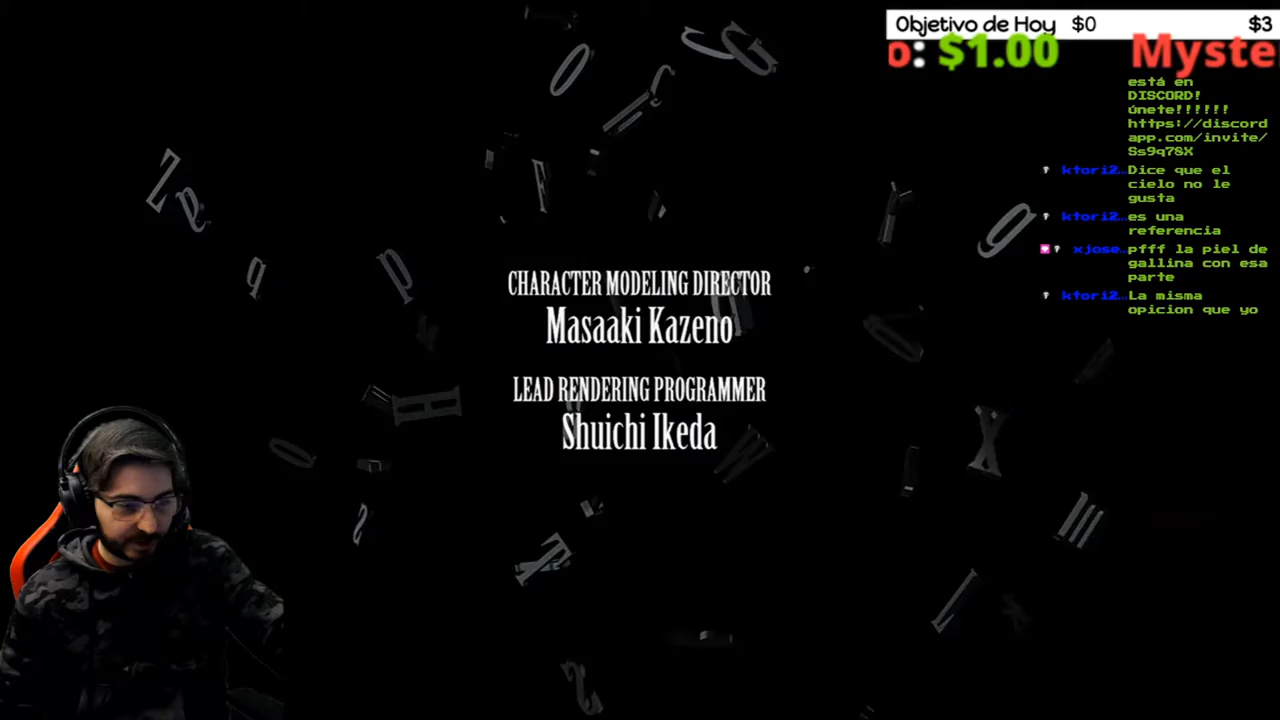 Objetivo de Hoy $0 $3
o: $1.00 Myste
está en
DISCORD!
únete!!!!!!
https://discord
app.com/invite/
Ss9q78X
ktori2… Dice que el
cielo no le
gusta
ktori2… es una
referencia
xjose… pfff la piel de
gallina con esa
parte
ktori2… La misma
opicion que yo
CHARACTER MODELING DIRECTOR
Masaaki Kazeno
LEAD RENDERING PROGRAMMER
Shuichi Ikeda